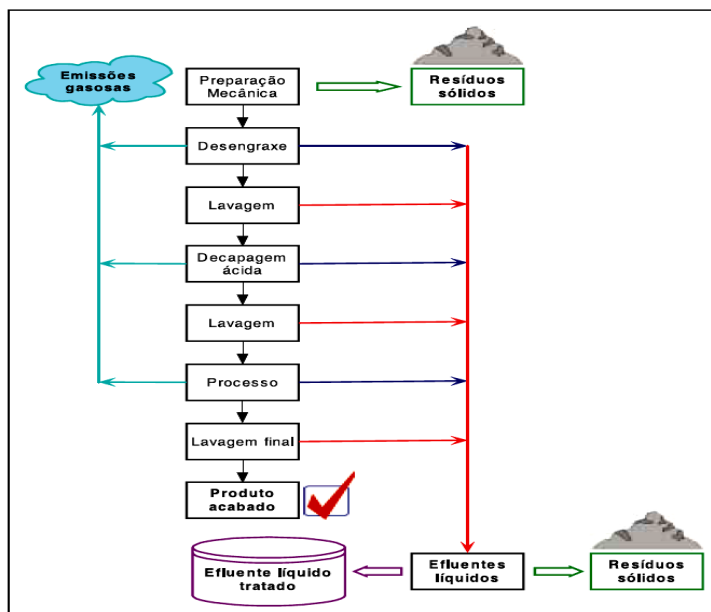 Emissões
gasosas
Preparação
Mecânica
Resíduos
sólidos
Desengraxe
Lavagem
Decapagem
ácida
Lavagem
Processo
Lavagem final
Produto
acabado
Efluente líquido
tratado
Efluentes
líquidos
Resíduos
sólidos